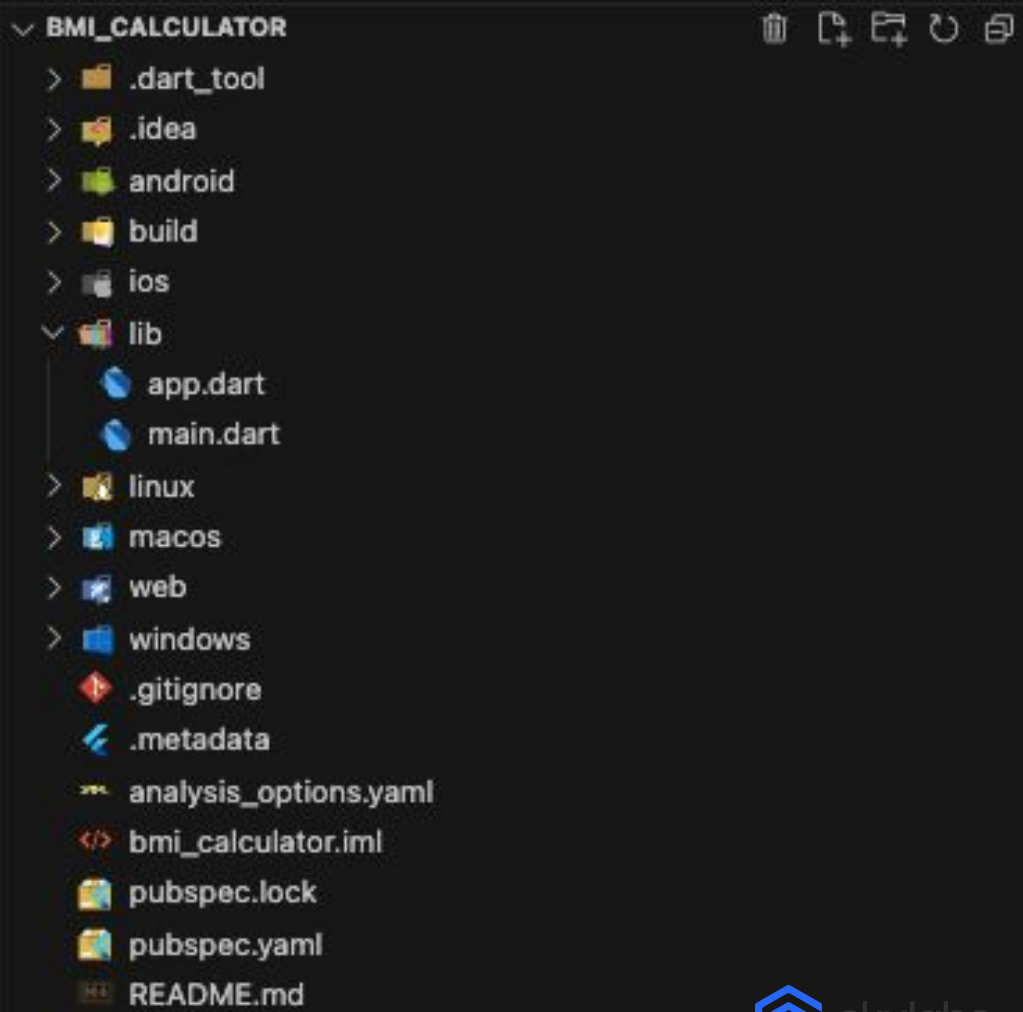 BMI_CALCULATOR
.dart_tool
.idea
android
build
ios
lib
app.dart
main.dart
linux
macos
web
windows
.gitignore
.metadata
analysis_options.yaml
bmi_calculator.iml
pubspec.lock
pubspec.yaml
README.md